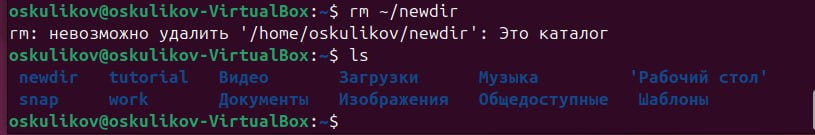 oskulikov@oskulikov-VirtualBox:~$ rm ~/newdir
rm: невозможно удалить '/home/oskulikov/newdir': Это каталог
oskulikov@oskulikov-VirtualBox:~$ ls
newdir tutorial Видео Загрузки Музыка 'Рабочий стол'
snap work Документы Изображения Общедоступные Шаблоны
oskulikov@oskulikov-VirtualBox:~$